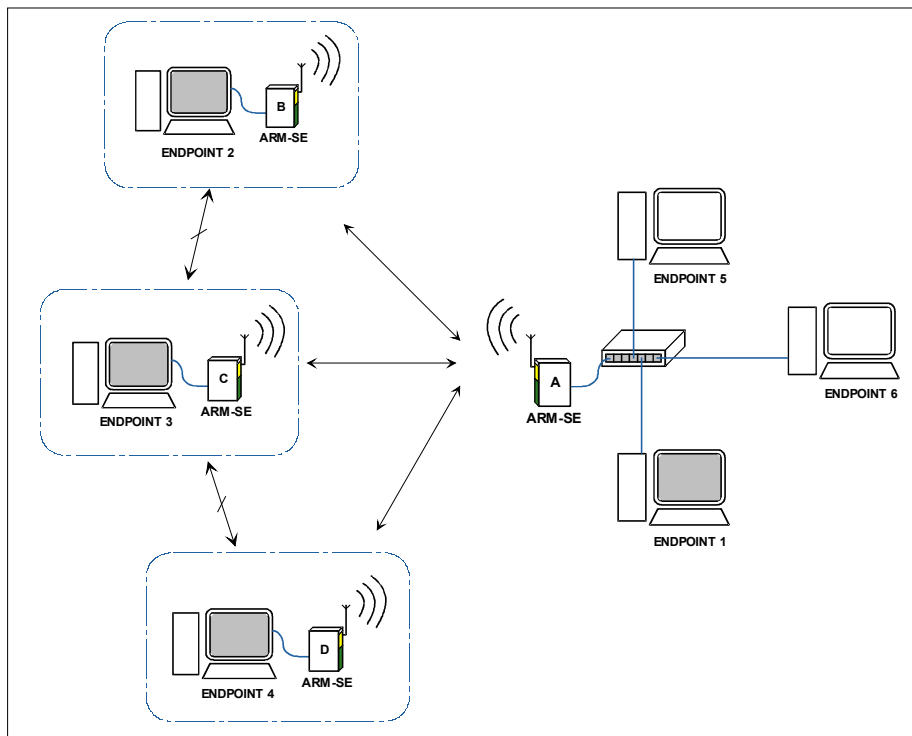 B
ARM-SE
ENDPOINT 2
ENDPOINT 5
C
ARM-SE
ENDPOINT 3
A
ARM-SE
ENDPOINT 6
ENDPOINT 1
D
ARM-SE
ENDPOINT 4